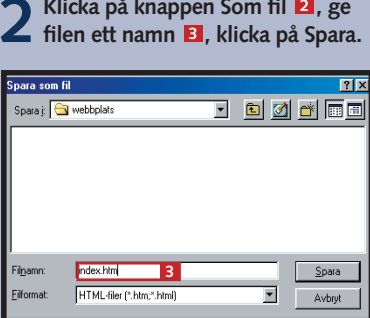 2 Klicka på knappen Som fil 2, ge
filen ett namn 3, klicka på Spara.
Spara som fil
Spara i: webbplats
Filnamn: index.htm 3 Spara
Filformat: HTML-filer (*.htm;*.html) Avbryt